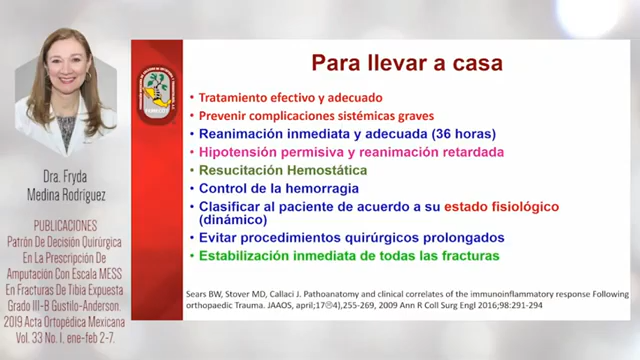 Dra. Fryda
Medina Rodríguez
PUBLICACIONES
Patrón De Decisión Quirúrgica
En La Prescripción De
Amputación Con Escala MESS
En Fracturas De Tibia Expuesta
Grado III-B Gustilo-Anderson.
2019 Acta Ortopédica Mexicana
Vol. 33 No. 1, ene-feb 2-7.
Para llevar a casa
• Tratamiento efectivo y adecuado
• Prevenir complicaciones sistémicas graves
• Reanimación inmediata y adecuada (36 horas)
• Hipotensión permisiva y reanimación retardada
• Resucitación Hemostática
• Control de la hemorragia
• Clasificar al paciente de acuerdo a su estado fisiológico
(dinámico)
• Evitar procedimientos quirúrgicos prolongados
• Estabilización inmediata de todas las fracturas
Sears BW, Stover MD, Callaci J. Pathoanatomy and clinical correlates of the immunoinflammatory response Following
orthopaedic Trauma. JAAOS, april;17(4),255-269, 2009 Ann R Coll Surg Engl 2016;98:291-294